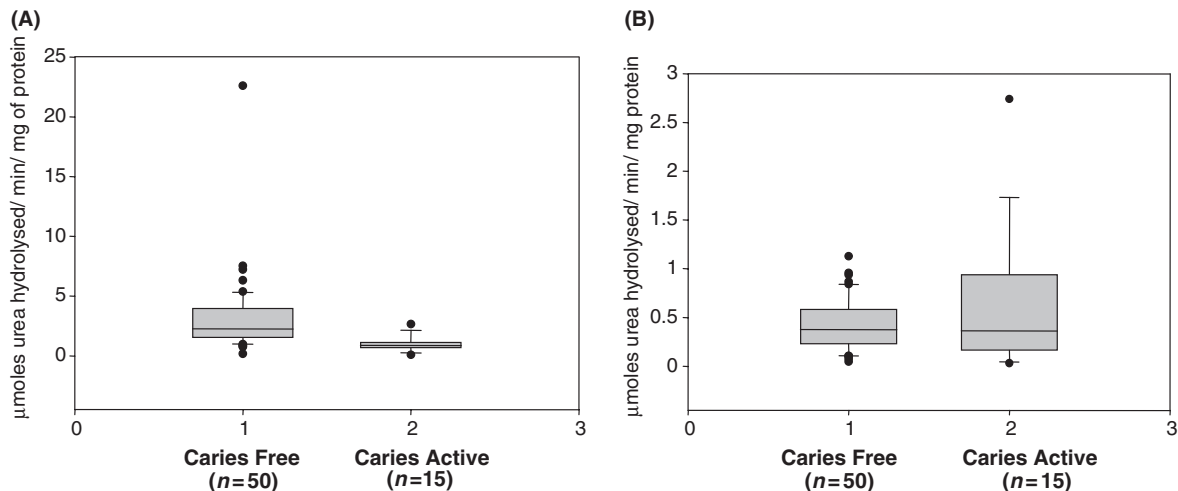 (A)
μmoles urea hydrolysed/ min/ mg of protein
25
20
15
10
5
0
0
1
2
3
Caries Free
(n=50)
Caries Active
(n=15)
(B)
μmoles urea hydrolysed/ min/ mg protein
3
2.5
2
1.5
1
0.5
0
0
1
2
3
Caries Free
(n=50)
Caries Active
(n=15)